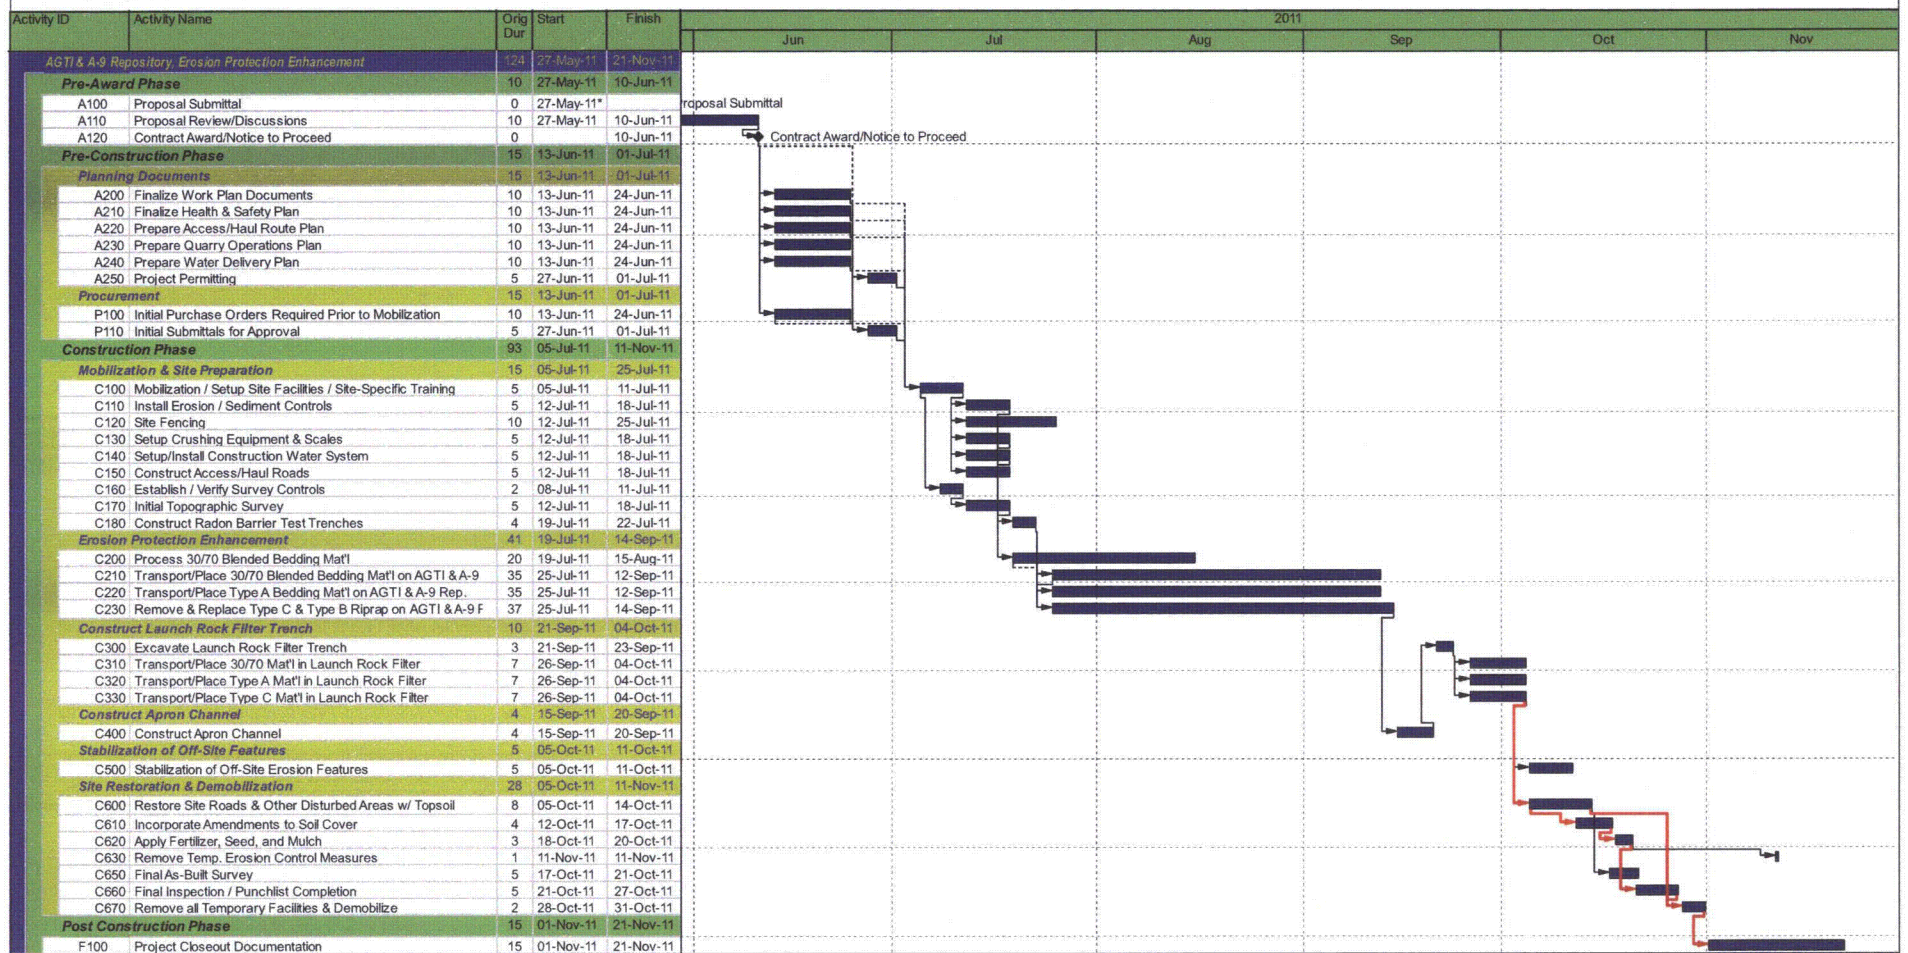 Activity ID Activity Name Orig Dur Start Finish 2011
Jun Jul Aug Sep Oct Nov
AGTI & A-9 Repository, Erosion Protection Enhancement 124 27-May-11 21-Nov-11
Pre-Award Phase 10 27-May-11 10-Jun-11
A100 Proposal Submittal 0 27-May-11* roposal Submittal
A110 Proposal Review/Discussions 10 27-May-11 10-Jun-11
A120 Contract Award/Notice to Proceed 0 10-Jun-11 Contract Award/Notice to Proceed
Pre-Construction Phase 15 13-Jun-11 01-Jul-11
Planning Documents 15 13-Jun-11 01-Jul-11
A200 Finalize Work Plan Documents 10 13-Jun-11 24-Jun-11
A210 Finalize Health & Safety Plan 10 13-Jun-11 24-Jun-11
A220 Prepare Access/Haul Route Plan 10 13-Jun-11 24-Jun-11
A230 Prepare Quarry Operations Plan 10 13-Jun-11 24-Jun-11
A240 Prepare Water Delivery Plan 10 13-Jun-11 24-Jun-11
A250 Project Permitting 5 27-Jun-11 01-Jul-11
Procurement 15 13-Jun-11 01-Jul-11
P100 Initial Purchase Orders Required Prior to Mobilization 10 13-Jun-11 24-Jun-11
P110 Initial Submittals for Approval 5 27-Jun-11 01-Jul-11
Construction Phase 93 05-Jul-11 11-Nov-11
Mobilization & Site Preparation 15 05-Jul-11 25-Jul-11
C100 Mobilization / Setup Site Facilities / Site-Specific Training 5 05-Jul-11 11-Jul-11
C110 Install Erosion / Sediment Controls 5 12-Jul-11 18-Jul-11
C120 Site Fencing 10 12-Jul-11 25-Jul-11
C130 Setup Crushing Equipment & Scales 5 12-Jul-11 18-Jul-11
C140 Setup/Install Construction Water System 5 12-Jul-11 18-Jul-11
C150 Construct Access/Haul Roads 5 12-Jul-11 18-Jul-11
C160 Establish / Verify Survey Controls 2 08-Jul-11 11-Jul-11
C170 Initial Topographic Survey 5 12-Jul-11 18-Jul-11
C180 Construct Radon Barrier Test Trenches 4 19-Jul-11 22-Jul-11
Erosion Protection Enhancement 41 19-Jul-11 14-Sep-11
C200 Process 30/70 Blended Bedding Mat'l 20 19-Jul-11 15-Aug-11
C210 Transport/Place 30/70 Blended Bedding Mat'l on AGTI & A-9 35 25-Jul-11 12-Sep-11
C220 Transport/Place Type A Bedding Mat'l on AGTI & A-9 Rep. 35 25-Jul-11 12-Sep-11
C230 Remove & Replace Type C & Type B Riprap on AGTI & A-9 F 37 25-Jul-11 14-Sep-11
Construct Launch Rock Filter Trench 10 21-Sep-11 04-Oct-11
C300 Excavate Launch Rock Filter Trench 3 21-Sep-11 23-Sep-11
C310 Transport/Place 30/70 Mat'l in Launch Rock Filter 7 26-Sep-11 04-Oct-11
C320 Transport/Place Type A Mat'l in Launch Rock Filter 7 26-Sep-11 04-Oct-11
C330 Transport/Place Type C Mat'l in Launch Rock Filter 7 26-Sep-11 04-Oct-11
Construct Apron Channel 4 15-Sep-11 20-Sep-11
C400 Construct Apron Channel 4 15-Sep-11 20-Sep-11
Stabilization of Off-Site Features 5 05-Oct-11 11-Oct-11
C500 Stabilization of Off-Site Erosion Features 5 05-Oct-11 11-Oct-11
Site Restoration & Demobilization 28 05-Oct-11 11-Nov-11
C600 Restore Site Roads & Other Disturbed Areas w/ Topsoil 8 05-Oct-11 14-Oct-11
C610 Incorporate Amendments to Soil Cover 4 12-Oct-11 17-Oct-11
C620 Apply Fertilizer, Seed, and Mulch 3 18-Oct-11 20-Oct-11
C630 Remove Temp. Erosion Control Measures 1 11-Nov-11 11-Nov-11
C650 Final As-Built Survey 5 17-Oct-11 21-Oct-11
C660 Final Inspection / Punchlist Completion 5 21-Oct-11 27-Oct-11
C670 Remove all Temporary Facilities & Demobilize 2 28-Oct-11 31-Oct-11
Post Construction Phase 15 01-Nov-11 21-Nov-11
F100 Project Closeout Documentation 15 01-Nov-11 21-Nov-11